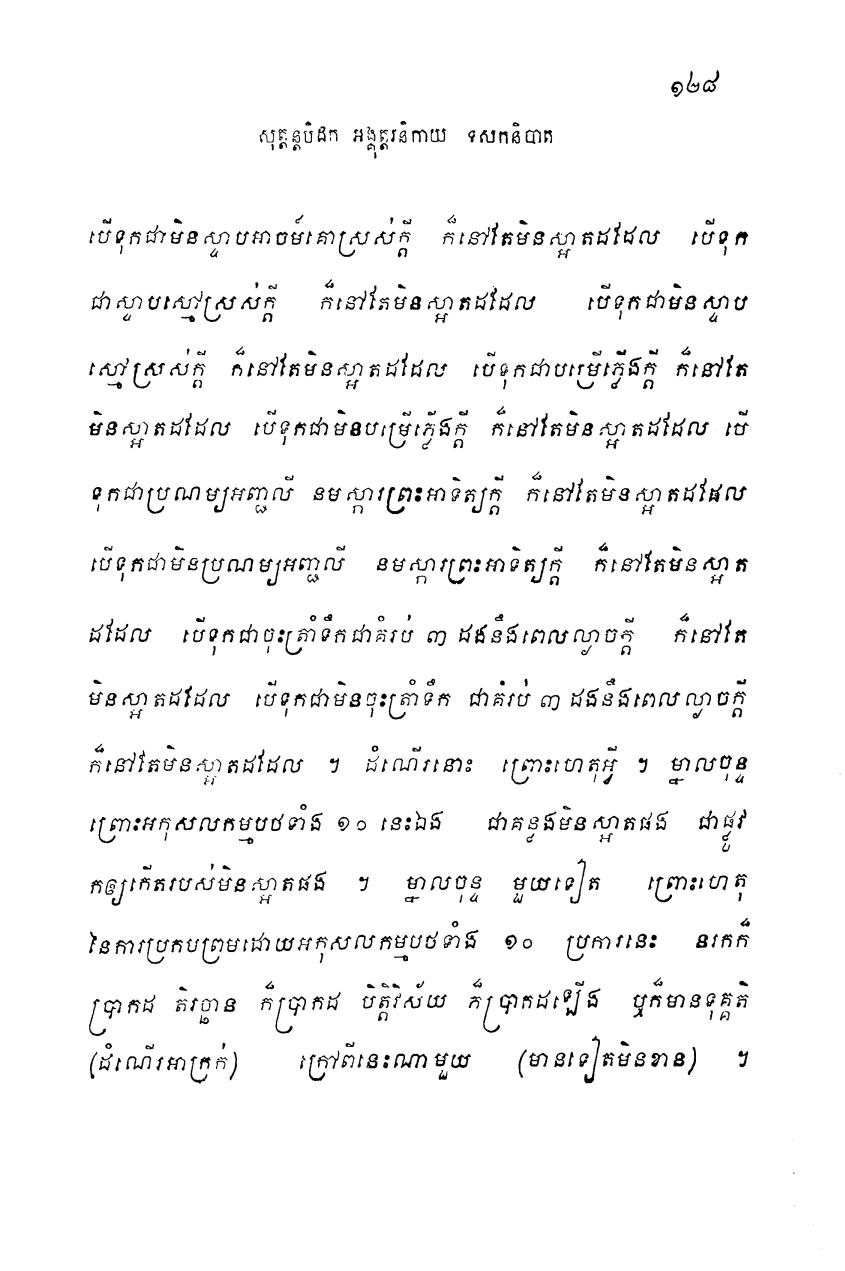 ១២៨
សុត្តន្តបិដក អង្គុត្តរនិកាយ ទសកនិបាត
បើទុកជាមិនស្ទាបអាចម៍គោស្រស់ក្តី ក៏នៅតែមិនស្អាតដដែល បើទុក
ជាស្ទាបស្មៅស្រស់ក្តី ក៏នៅតែមិនស្អាតដដែល បើទុកជាមិនស្ទាប
ស្មៅស្រស់ក្តី ក៏នៅតែមិនស្អាតដដែល បើទុកជាបម្រើភ្លើងក្តី ក៏នៅតែ
មិនស្អាតដដែល បើទុកជាមិនបម្រើភ្លើងក្តី ក៏នៅតែមិនស្អាតដដែល បើ
ទុកជាប្រណម្យអញ្ជលី នមស្ការព្រះអាទិត្យក្តី ក៏នៅតែមិនស្អាតដដែល
បើទុកជាមិនប្រណម្យអញ្ជលី នមស្ការព្រះអាទិត្យក្តី ក៏នៅតែមិនស្អាត
ដដែល បើទុកជាចុះត្រាំទឹកជាគំរប់ ៣ ដងនឹងពេលល្ងាចក្តី ក៏នៅតែ
មិនស្អាតដដែល បើទុកជាមិនចុះត្រាំទឹក ជាគំរប់ ៣ ដងនឹងពេលល្ងាចក្តី
ក៏នៅតែមិនស្អាតដដែល ។ ដំណើរនោះ ព្រោះហេតុអ្វី ។ ម្នាលចុន្ទ
ព្រោះអកុសលកម្មបថទាំង ១០ នេះឯង ជាគន្លងមិនស្អាតផង ជាផ្លូវ
កឲ្យកើតរបស់មិនស្អាតផង ។ ម្នាលចុន្ទ មួយទៀត ព្រោះហេតុ
នៃការប្រកបព្រមដោយអកុសលកម្មបថទាំង ១០ ប្រការនេះ នរកក៏
ប្រាកដ តិរច្ឆាន ក៏ប្រាកដ បិត្តិវិស័យ ក៏ប្រាកដឡើង ឬក៏មានទុគ្គតិ
(ដំណើរអាក្រក់) ក្រៅពីនេះណាមួយ (មានទៀតមិនខាន) ។